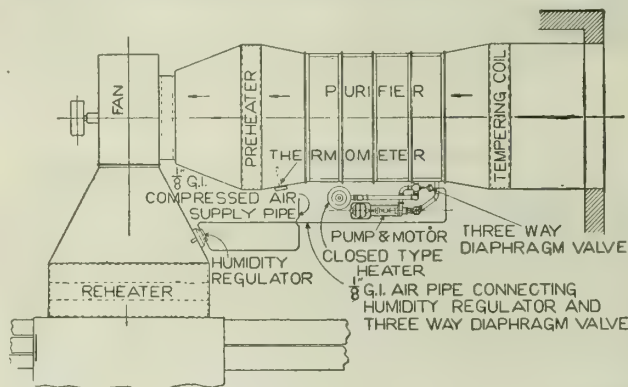 FAN
PREHEATER
PURIFIER
TEMPERING COIL
THERMOMETER
1/8" G.I.
COMPRESSED AIR
SUPPLY PIPE
HUMIDITY
REGULATOR
REHEATER
PUMP & MOTOR
CLOSED TYPE
HEATER
THREE WAY
DIAPHRAGM VALVE
1/8" G.I. AIR PIPE CONNECTING
HUMIDITY REGULATOR AND
THREE WAY DIAPHRAGM VALVE